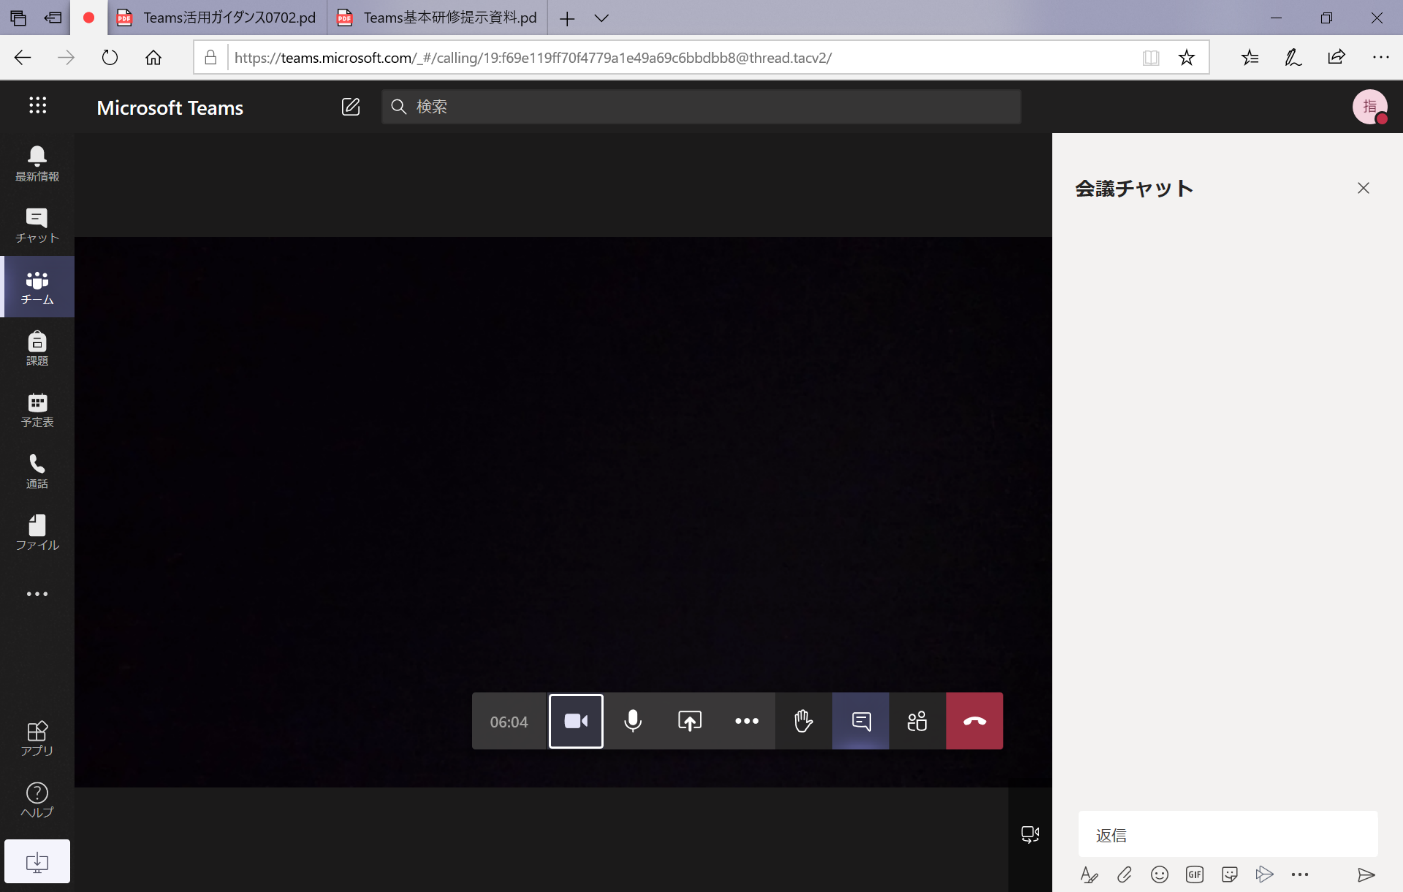 Teams活用ガイダンス0702.pd
Teams基本研修提示資料.pd
https://teams.microsoft.com/_#/calling/19:f69e119ff70f4779a1e49a69c6bbdbb8@thread.tacv2/
Microsoft Teams
検索
指
最新情報
チャット
チーム
課題
予定表
通話
ファイル
アプリ
ヘルプ
06:04
会議チャット
返信
GIF